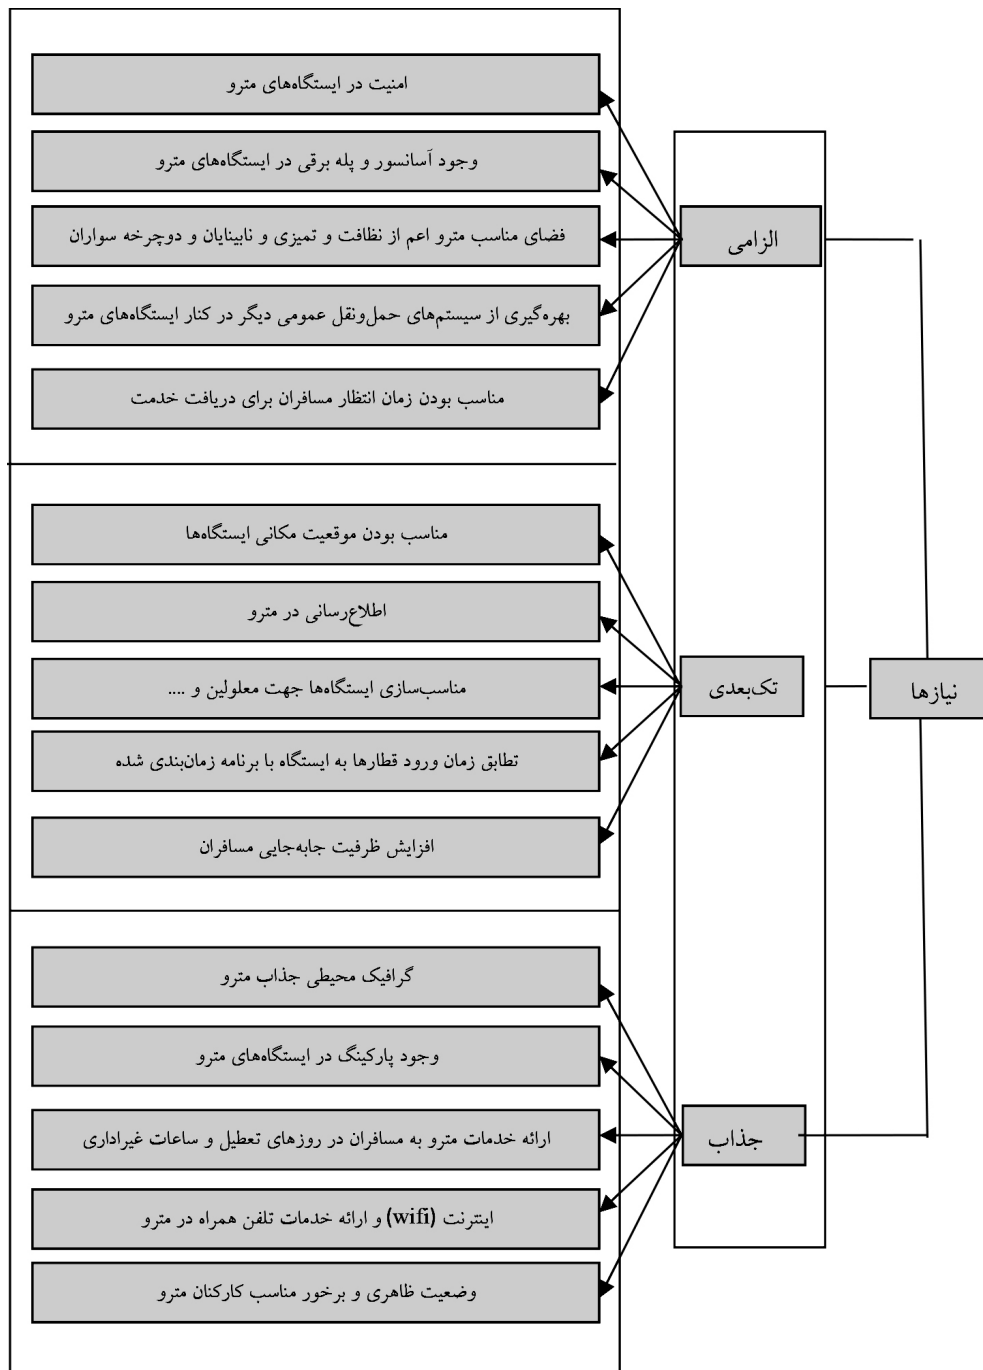 نیازها
الزامی
امنیت در ایستگاه‌های مترو
وجود آسانسور و پله برقی در ایستگاه‌های مترو
فضای مناسب مترو اعم از نظافت و تمیزی و نابینایان و دوچرخه سواران
بهره‌گیری از سیستم‌های حمل‌ونقل عمومی دیگر در کنار ایستگاه‌های مترو
مناسب بودن زمان انتظار مسافران برای دریافت خدمت
تک‌بعدی
مناسب بودن موقعیت مکانی ایستگاه‌ها
اطلاع‌رسانی در مترو
مناسب‌سازی ایستگاه‌ها جهت معلولین و ....
تطابق زمان ورود قطارها به ایستگاه با برنامه زمان‌بندی شده
افزایش ظرفیت جابه‌جایی مسافران
جذاب
گرافیک محیطی جذاب مترو
وجود پارکینگ در ایستگاه‌های مترو
ارائه خدمات مترو به مسافران در روزهای تعطیل و ساعات غیراداری
اینترنت (wifi) و ارائه خدمات تلفن همراه در مترو
وضعیت ظاهری و برخور مناسب کارکنان مترو